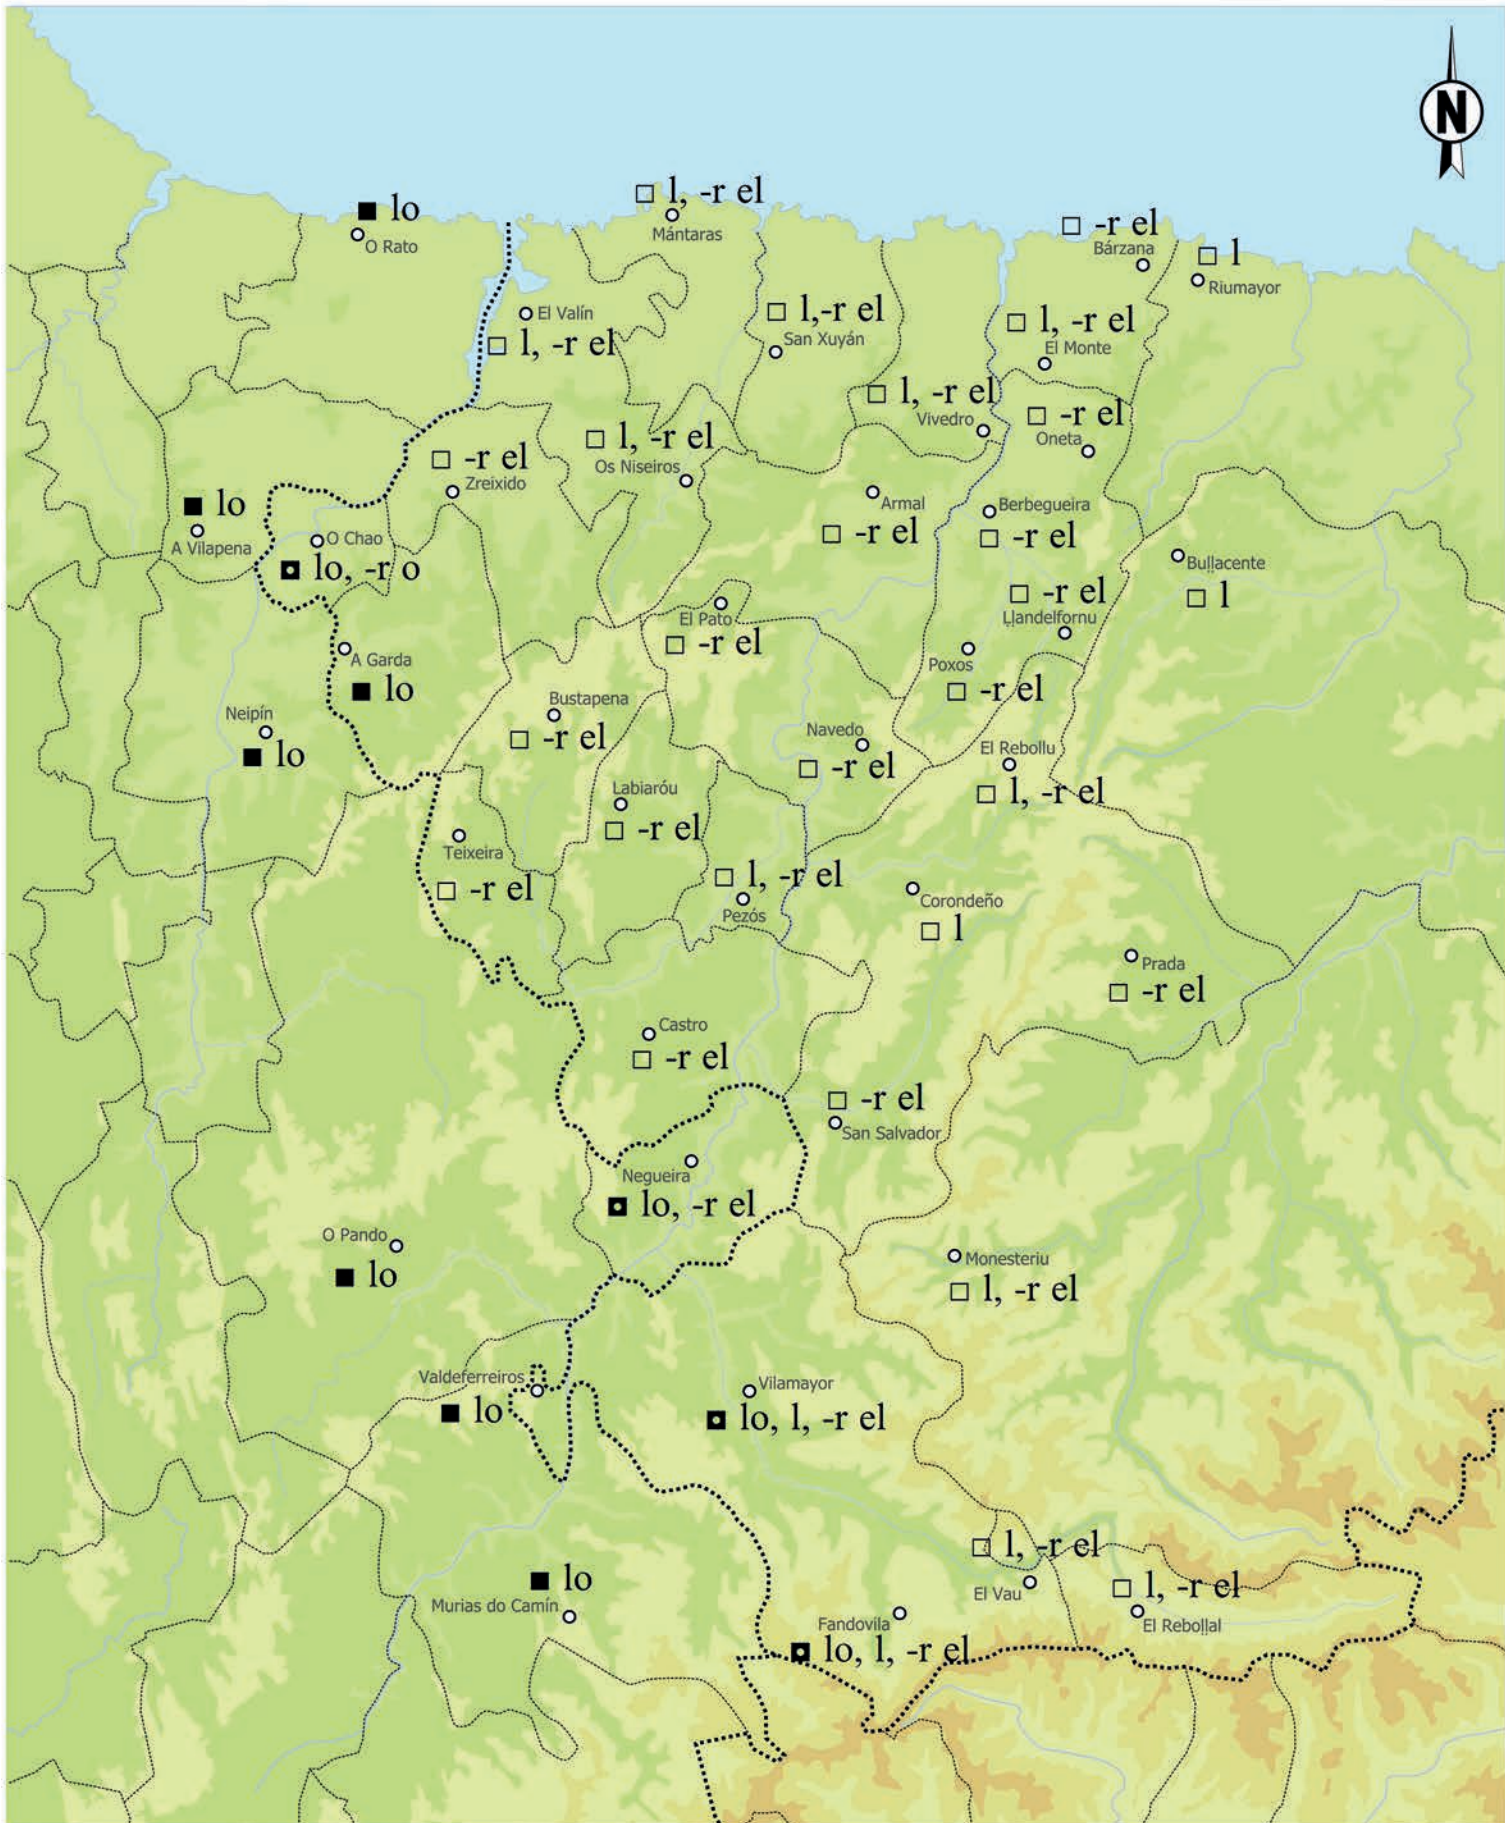 N
l, -r el
Mántaras
lo
O Rato
-r el
Bárzana
l
Riumayor
El Valín
l, -r el
l,-r el
San Xuyán
l, -r el
El Monte
l, -r el
Vivedro
-r el
Oneta
l, -r el
Os Niseiros
-r el
Zreixido
lo
A Vilapena
O Chao
lo, -r o
Armal
-r el
Berbegueira
-r el
Buḷḷacente
l
-r el
Ḷḷandelfornu
El Pato
-r el
A Garda
lo
Poxos
-r el
Neipín
lo
Bustapena
-r el
Navedo
-r el
El Rebollu
l, -r el
Labiaróu
-r el
Teixeira
-r el
l, -r el
Pezós
Corondeño
l
Prada
-r el
Castro
-r el
-r el
San Salvador
Negueira
lo, -r el
O Pando
lo
Monesteriu
l, -r el
Valdeferreiros
lo
Vilamayor
lo, l, -r el
l, -r el
El Vau
l, -r el
El Reboḷḷal
lo
Murias do Camín
Fandovila
lo, l, -r el